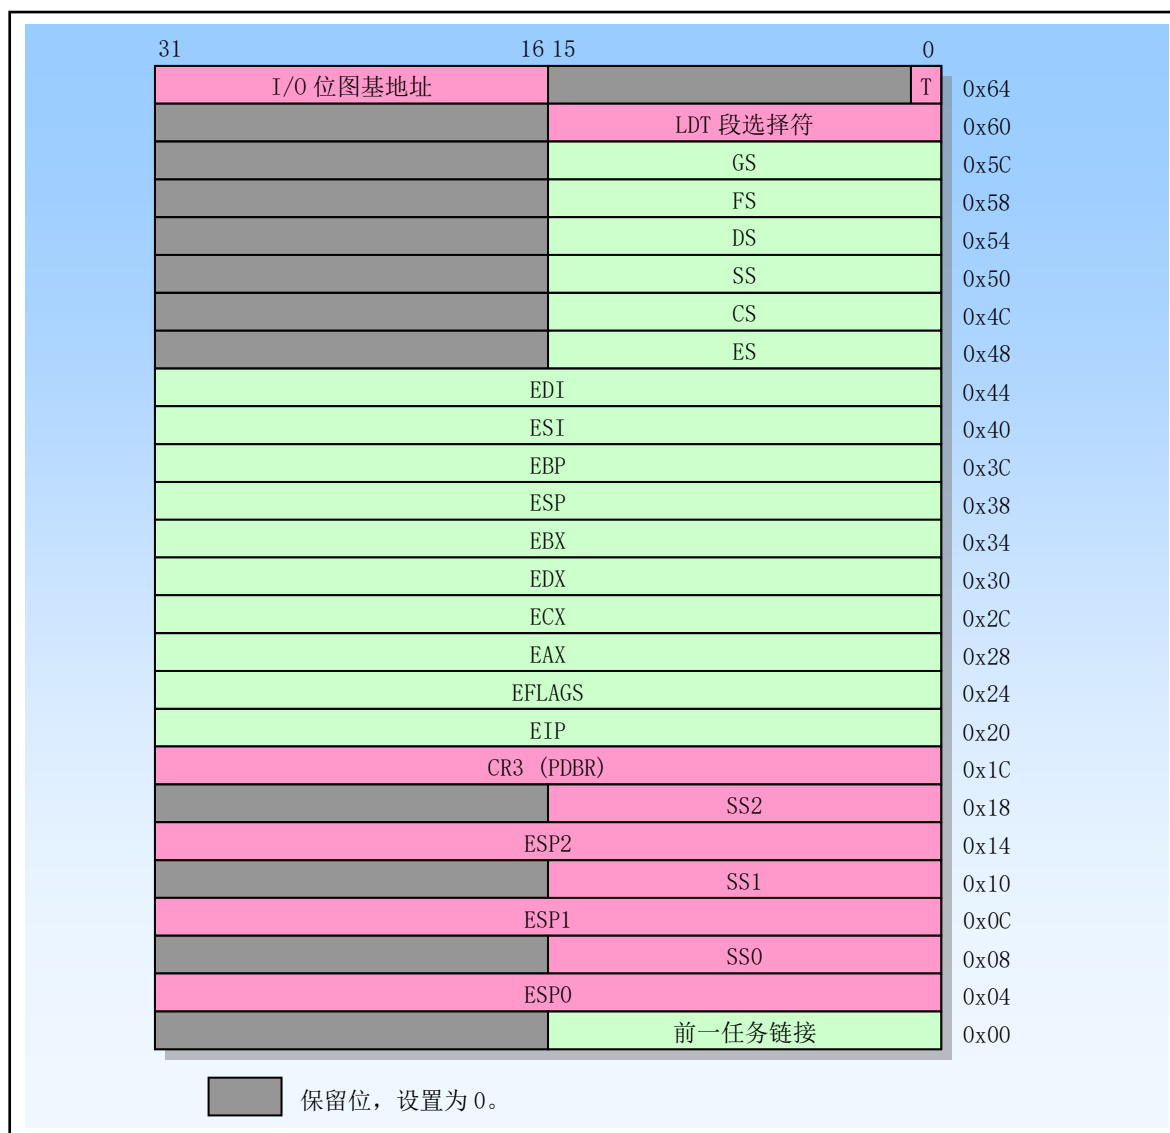 31 16 15 0
I/O 位图基地址 T 0x64
LDT 段选择符 0x60
GS 0x5C
FS 0x58
DS 0x54
SS 0x50
CS 0x4C
ES 0x48
EDI 0x44
ESI 0x40
EBP 0x3C
ESP 0x38
EBX 0x34
EDX 0x30
ECX 0x2C
EAX 0x28
EFLAGS 0x24
EIP 0x20
CR3 (PDBR) 0x1C
SS2 0x18
ESP2 0x14
SS1 0x10
ESP1 0x0C
SS0 0x08
ESP0 0x04
前一任务链接 0x00
保留位，设置为 0。